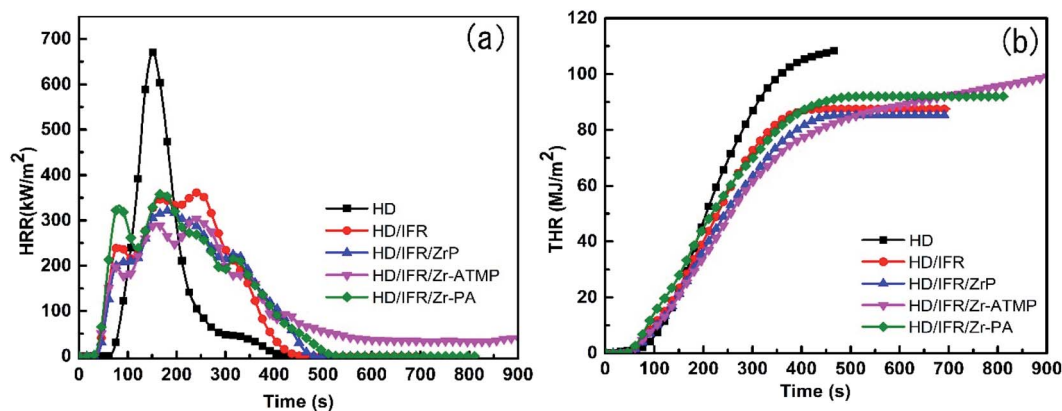 (a)
HRR(kW/m²)
700
600
500
400
300
200
100
0
HD
HD/IFR
HD/IFR/ZrP
HD/IFR/Zr-ATMP
HD/IFR/Zr-PA
0 100 200 300 400 500 600 700 800 900
Time (s)
(b)
THR (MJ/m²)
120
100
80
60
40
20
0
HD
HD/IFR
HD/IFR/ZrP
HD/IFR/Zr-ATMP
HD/IFR/Zr-PA
0 100 200 300 400 500 600 700 800 900
Time (s)